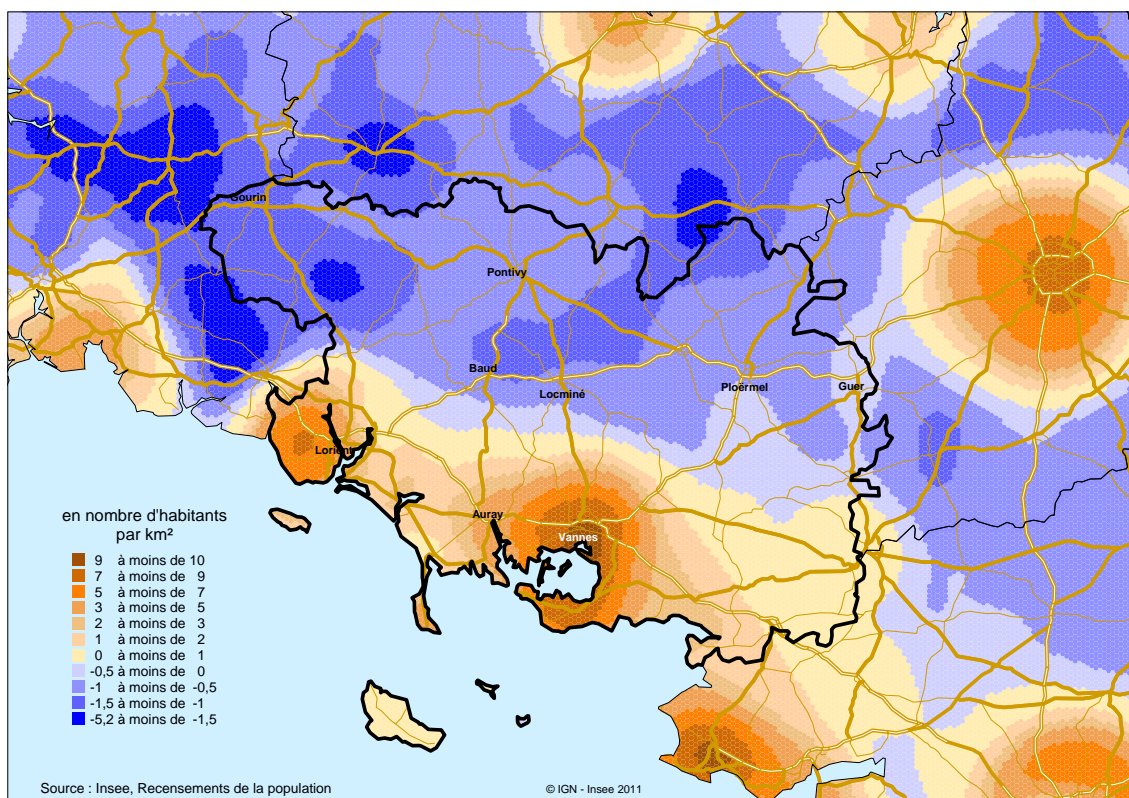 Gourin
Pontivy
Baud
Locminé
Ploërmel
Guer
Lorient
Auray
Vannes
en nombre d'habitants
par km²
9 à moins de 10
7 à moins de 9
5 à moins de 7
3 à moins de 5
2 à moins de 3
1 à moins de 2
0 à moins de 1
-0,5 à moins de 0
-1 à moins de -0,5
-1,5 à moins de -1
-5,2 à moins de -1,5
Source : Insee, Recensements de la population
© IGN - Insee 2011